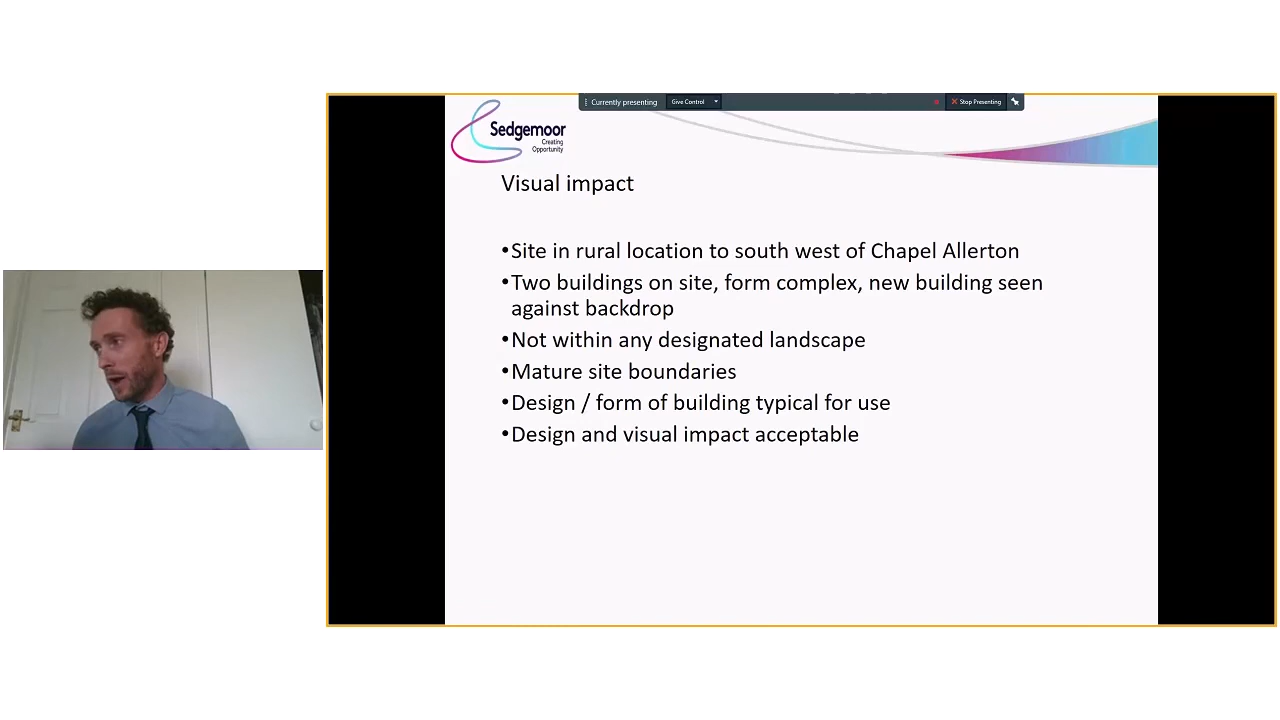 Currently presenting
Give Control
Stop Presenting
Sedgemoor
Creating
Opportunity
Visual impact
•Site in rural location to south west of Chapel Allerton
•Two buildings on site, form complex, new building seen
against backdrop
•Not within any designated landscape
•Mature site boundaries
•Design / form of building typical for use
•Design and visual impact acceptable